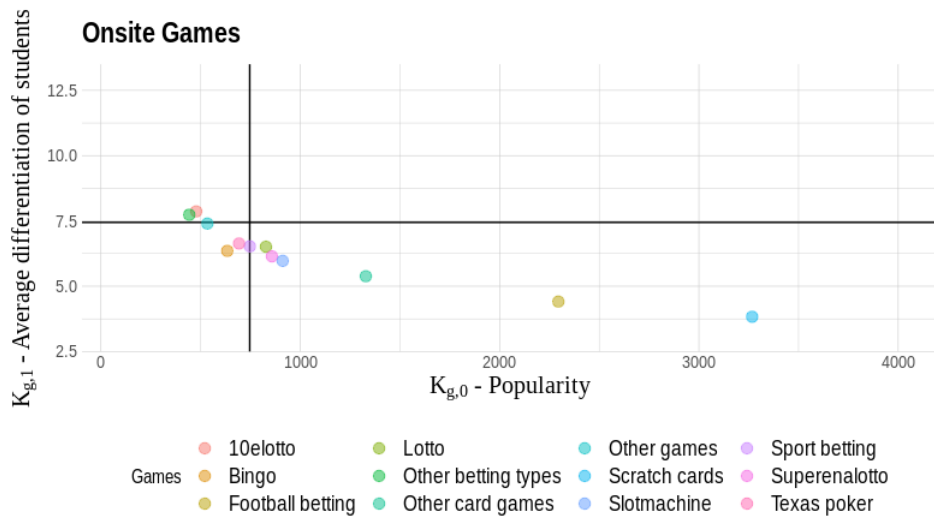 Onsite Games
K_g,1 - Average differentiation of students
12.5
10.0
7.5
5.0
2.5
0 1000 2000 3000 4000
K_g,0 - Popularity
Games
10elotto Lotto Other games Sport betting
Bingo Other betting types Scratch cards Superenalotto
Football betting Other card games Slotmachine Texas poker